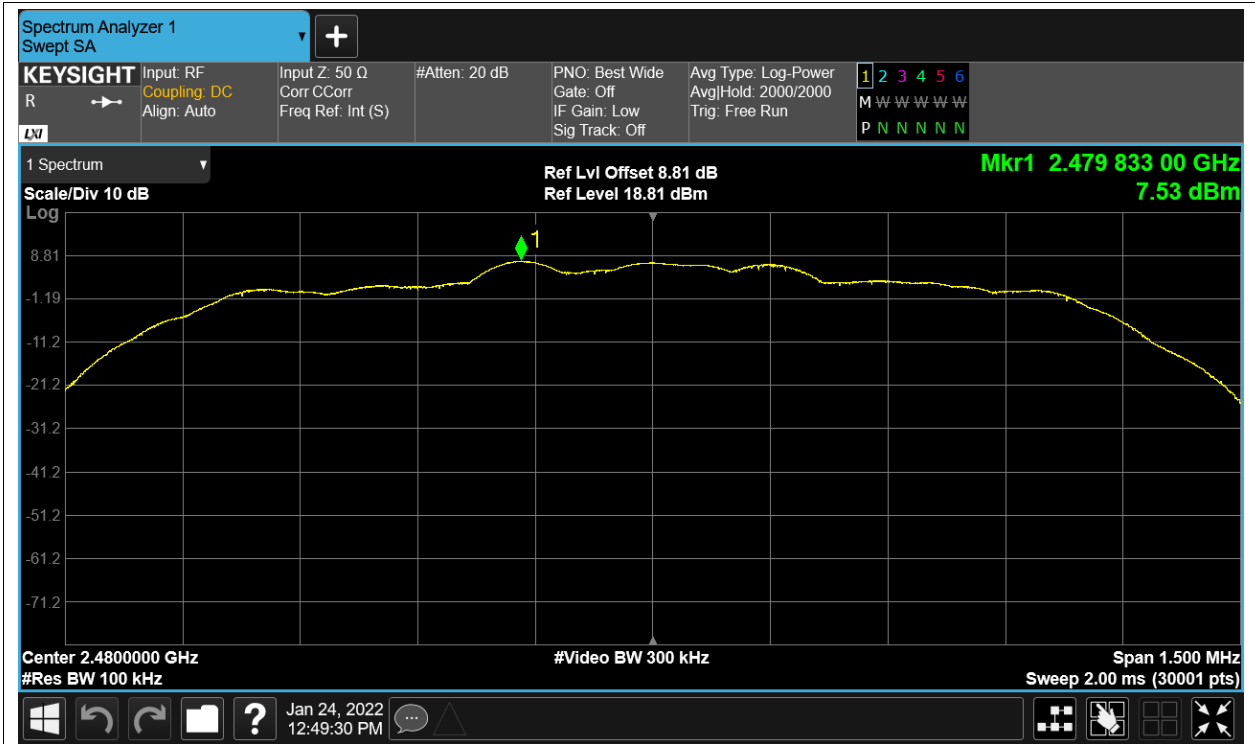 Spectrum Analyzer 1
Swept SA
KEYSIGHT
R
LXI
Input: RF
Coupling: DC
Align: Auto
Input Z: 50 Ω
Corr CCorr
Freq Ref: Int (S)
#Atten: 20 dB
PNO: Best Wide
Gate: Off
IF Gain: Low
Sig Track: Off
Avg Type: Log-Power
Avg|Hold: 2000/2000
Trig: Free Run
1 2 3 4 5 6
M W W W W W
P N N N N N
1 Spectrum
Scale/Div 10 dB
Log
Ref Lvl Offset 8.81 dB
Ref Level 18.81 dBm
Mkr1 2.479 833 00 GHz
7.53 dBm
1
8.81
-1.19
-11.2
-21.2
-31.2
-41.2
-51.2
-61.2
-71.2
Center 2.4800000 GHz
#Res BW 100 kHz
#Video BW 300 kHz
Span 1.500 MHz
Sweep 2.00 ms (30001 pts)
?
Jan 24, 2022
12:49:30 PM